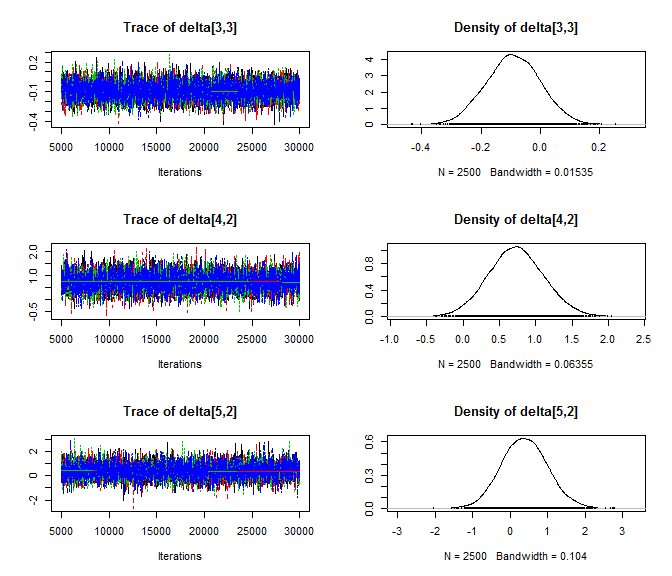 Trace of delta[3,3]
Density of delta[3,3]
-0.4 -0.1 0.2
5000 10000 15000 20000 25000 30000
Iterations
0 1 2 3 4
-0.4 -0.2 0.0 0.2
N = 2500 Bandwidth = 0.01535
Trace of delta[4,2]
Density of delta[4,2]
-0.5 1.0 2.0
5000 10000 15000 20000 25000 30000
Iterations
0.0 0.4 0.8
-1.0 0.0 0.5 1.0 1.5 2.0 2.5
N = 2500 Bandwidth = 0.06355
Trace of delta[5,2]
Density of delta[5,2]
-2 0 2
5000 10000 15000 20000 25000 30000
Iterations
0.0 0.3 0.6
-3 -2 -1 0 1 2 3
N = 2500 Bandwidth = 0.104